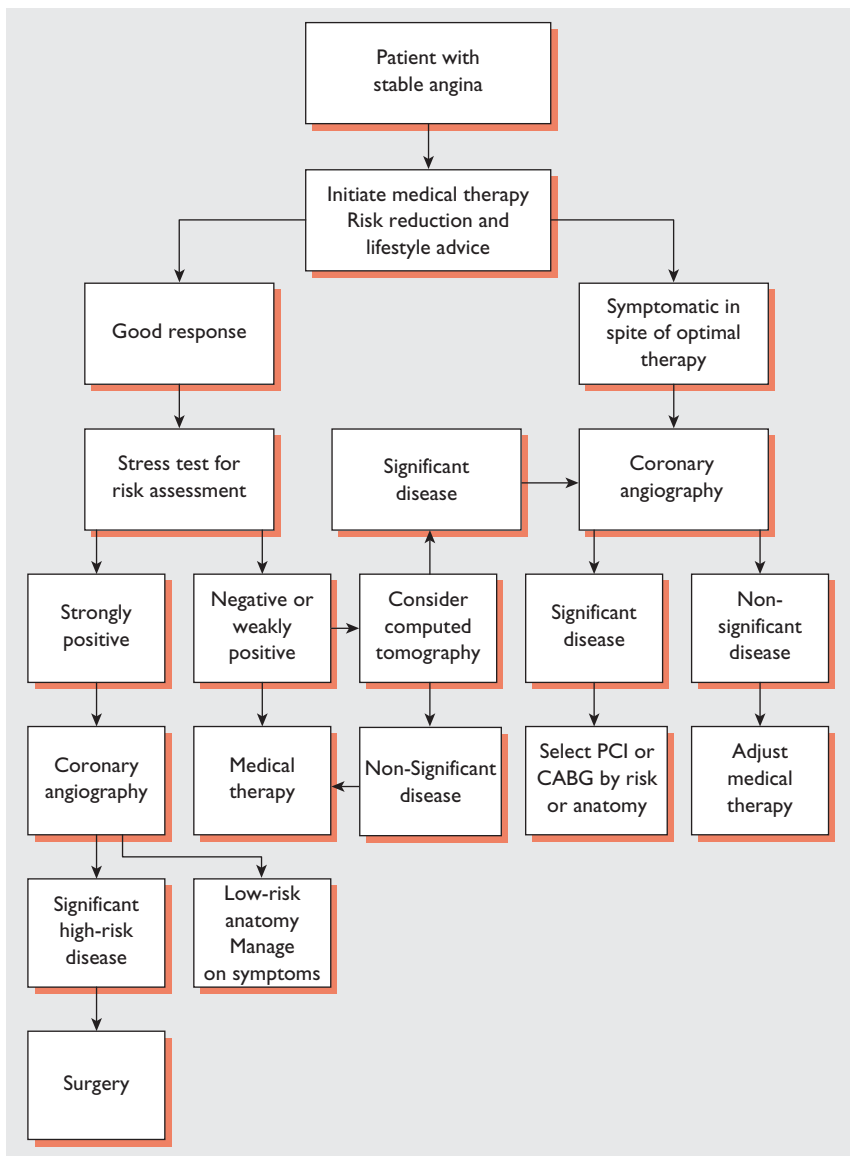 Patient with
stable angina
Initiate medical therapy
Risk reduction and
lifestyle advice
Good response
Symptomatic in
spite of optimal
therapy
Stress test for
risk assessment
Significant
disease
Coronary
angiography
Strongly
positive
Negative or
weakly
positive
Consider
computed
tomography
Significant
disease
Non-
significant
disease
Coronary
angiography
Medical
therapy
Non-Significant
disease
Select PCI or
CABG by risk
or anatomy
Adjust
medical
therapy
Significant
high-risk
disease
Low-risk
anatomy
Manage
on symptoms
Surgery